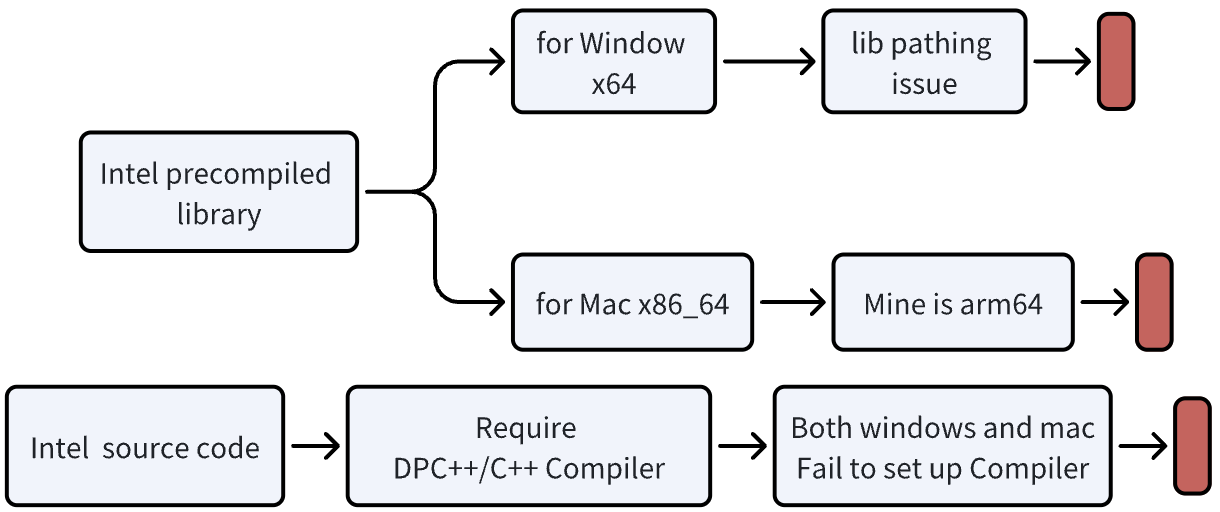 for Window
x64
lib pathing
issue
Intel precompiled
library
for Mac x86_64
Mine is arm64
Intel source code
Require
DPC++/C++ Compiler
Both windows and mac
Fail to set up Compiler